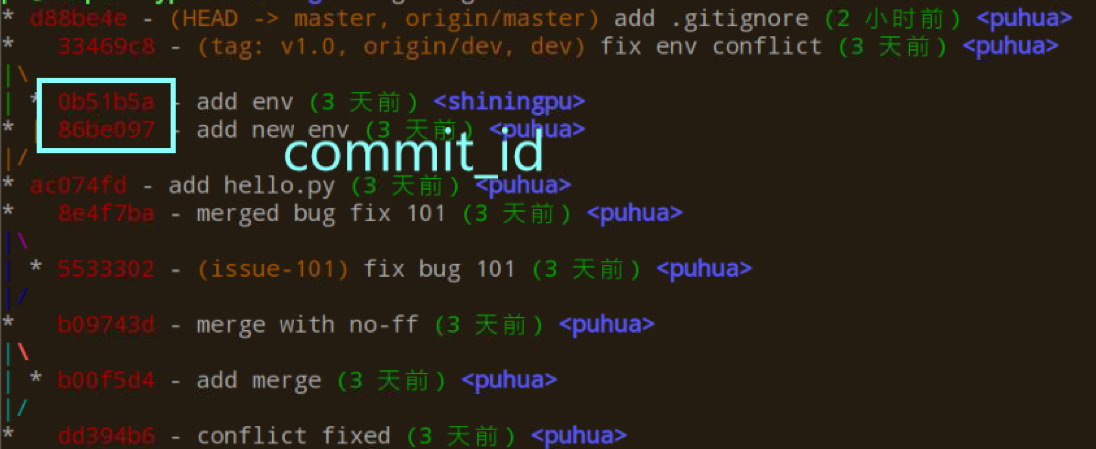 * d88be4e - (HEAD -> master, origin/master) add .gitignore (2 小时前) <puhua>
*   33469c8 - (tag: v1.0, origin/dev, dev) fix env conflict (3 天前) <puhua>
|\
| * 0b51b5a - add env (3 天前) <shiningpu>
* | 86be097 - add new env (3 天前) <puhua>
commit_id
|/
* ac074fd - add hello.py (3 天前) <puhua>
*   8e4f7ba - merged bug fix 101 (3 天前) <puhua>
|\
| * 5533302 - (issue-101) fix bug 101 (3 天前) <puhua>
|/
*   b09743d - merge with no-ff (3 天前) <puhua>
|\
| * b00f5d4 - add merge (3 天前) <puhua>
|/
*   dd394b6 - conflict fixed (3 天前) <puhua>